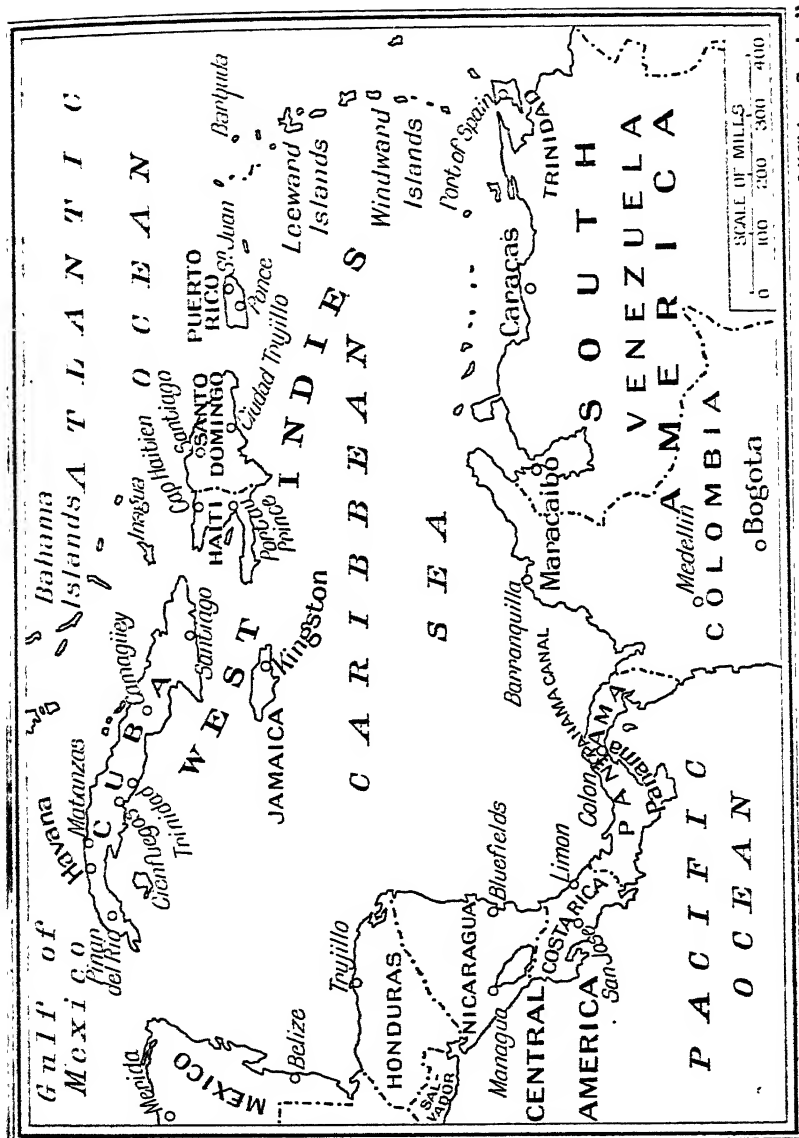 Gulf of
Mexico
Merida
MEXICO
Belize
Havana
Matanzas
Pinar
del Rio
CUBA
Cienfuegos
Trinidad
Camagüey
Santiago
Bahama
Islands
ATLANTIC
OCEAN
Inagua
Cap Haitien
Santiago
HAITI
SANTO
DOMINGO
Port au
Prince
Ciudad Trujillo
PUERTO
RICO
Sn. Juan
Ponce
Barbuda
Leeward
Islands
Windward
Islands
WEST INDIES
JAMAICA
Kingston
CARIBBEAN
SEA
Trujillo
HONDURAS
SAL-
VADOR
NICARAGUA
Managua
Bluefields
CENTRAL
AMERICA
COSTA RICA
Limon
San Jose
Colon
PANAMA CANAL
PANAMA
Panama
PACIFIC
OCEAN
Barranquilla
Maracaibo
Medellin
COLOMBIA
Bogota
Caracas
Port of Spain
TRINIDAD
SOUTH
VENEZUELA
AMERICA
SCALE OF MILLS
0 100 200 300 400